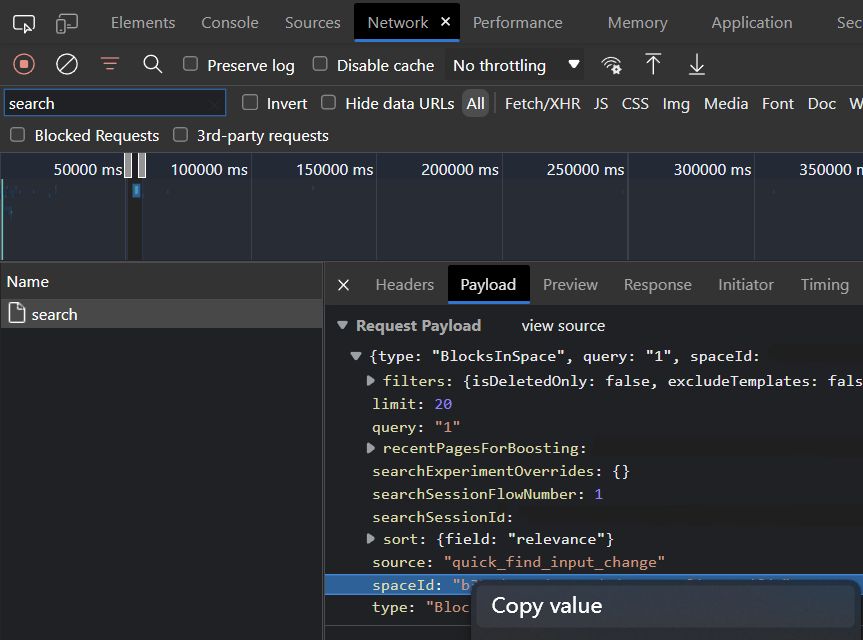 Elements Console Sources Network × Performance Memory Application Sec
Preserve log Disable cache No throttling
search Invert Hide data URLs All Fetch/XHR JS CSS Img Media Font Doc W
Blocked Requests 3rd-party requests
50000 ms 100000 ms 150000 ms 200000 ms 250000 ms 300000 ms 350000 m
Name
search
× Headers Payload Preview Response Initiator Timing
Request Payload view source
{type: "BlocksInSpace", query: "1", spaceId:
filters: {isDeletedOnly: false, excludeTemplates: fals
limit: 20
query: "1"
recentPagesForBoosting:
searchExperimentOverrides: {}
searchSessionFlowNumber: 1
searchSessionId:
sort: {field: "relevance"}
source: "quick_find_input_change"
spaceId:
type: "Bloc
Copy value